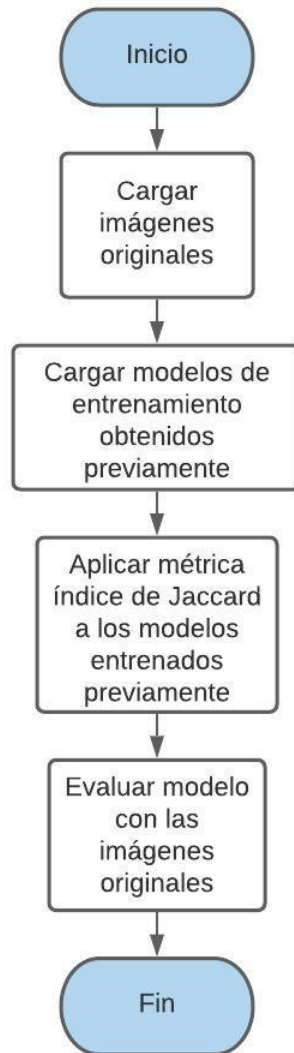 Inicio
Cargar
imágenes
originales
Cargar modelos de
entrenamiento
obtenidos
previamente
Aplicar métrica
índice de Jaccard
a los modelos
entrenados
previamente
Evaluar modelo
con las
imágenes
originales
Fin